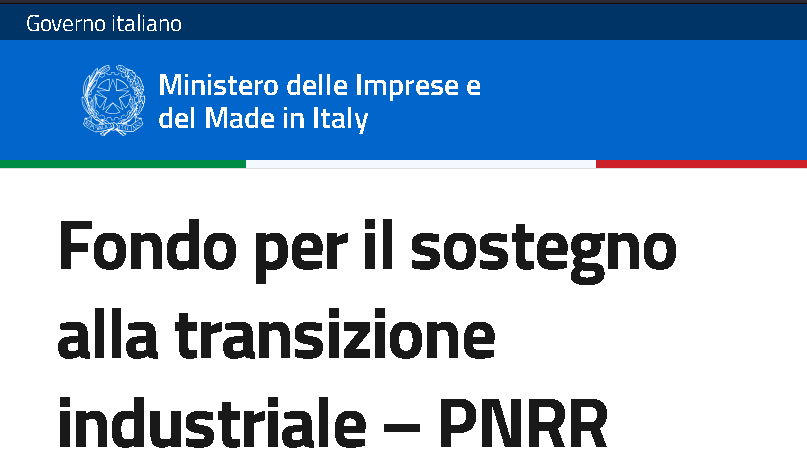 Governo italiano
Ministero delle Imprese e
del Made in Italy
Fondo per il sostegno
alla transizione
industriale – PNRR